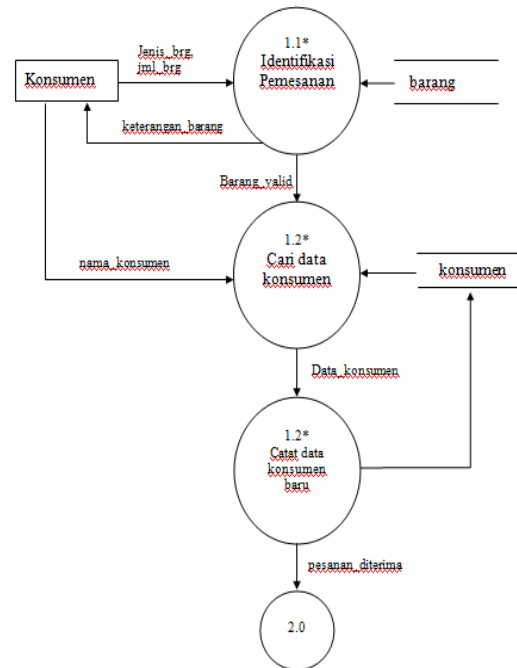 Jenis_brg,
jml_brg
1.1*
Identifikasi
Pemesanan
Konsumen
barang
keterangan_barang
Barang_valid
1.2*
Cari data
konsumen
konsumen
nama_konsumen
Data_konsumen
1.2*
Catat data
konsumen
baru
pesanan_diterima
2.0